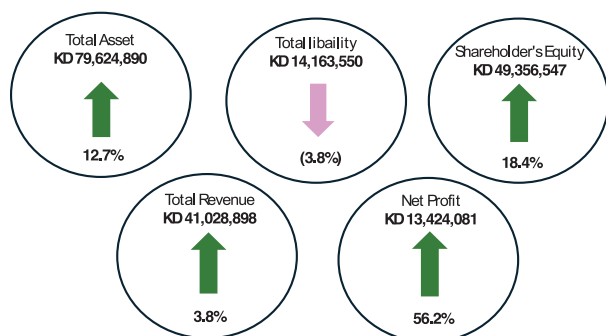 Total Asset
KD 79,624,890
12.7%
Total libaility
KD 14,163,550
(3.8%)
Shareholder's Equity
KD 49,356,547
18.4%
Total Revenue
KD 41,028,898
3.8%
Net Profit
KD 13,424,081
56.2%